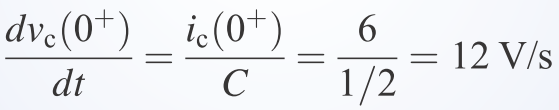 dv_c(0^+)/dt = i_c(0^+)/C = 6/(1/2) = 12 V/s